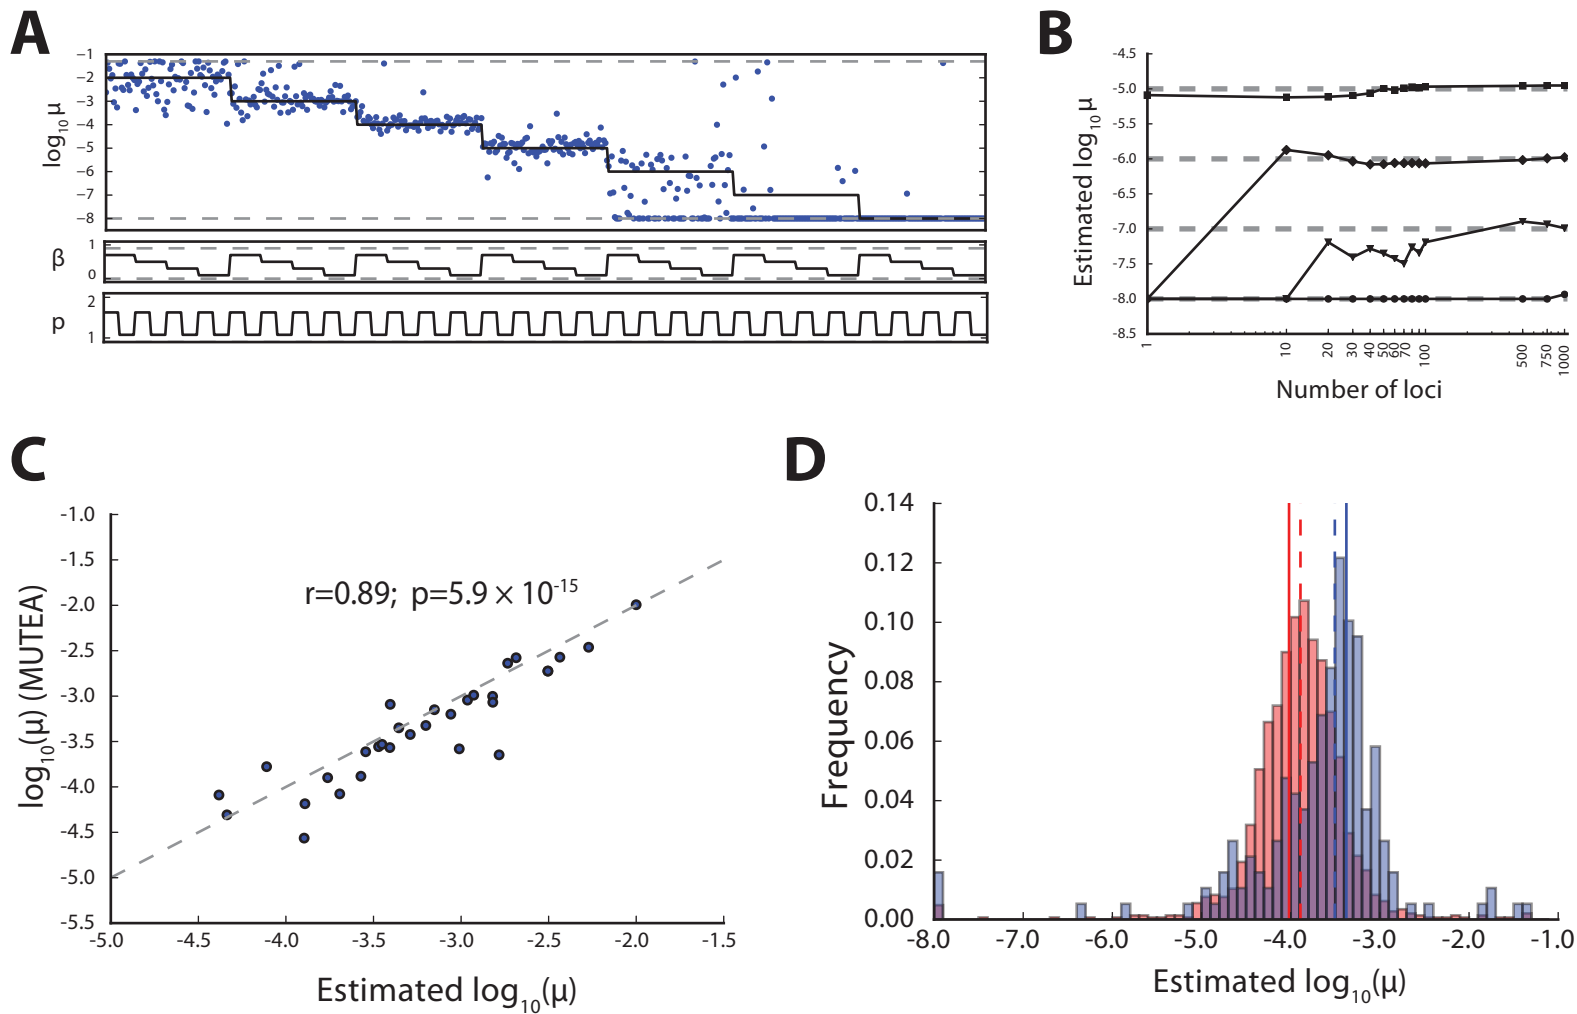 A
−1
−2
−3
−4
−5
−6
−7
−8
log10 μ
β
1
0
p
2
1
B
-4.5
-5.0
-5.5
-6.0
-6.5
-7.0
-7.5
-8.0
-8.5
Estimated log10 μ
1 10 20 30 40 50 60 70 100 500 750 1000
Number of loci
C
-1.0
-1.5
-2.0
-2.5
-3.0
-3.5
-4.0
-4.5
-5.0
-5.5
log10(μ) (MUTEA)
r=0.89; p=5.9 × 10-15
-5.0 -4.5 -4.0 -3.5 -3.0 -2.5 -2.0 -1.5
Estimated log10(μ)
D
0.14
0.12
0.10
0.08
0.06
0.04
0.02
0.00
Frequency
-8.0 -7.0 -6.0 -5.0 -4.0 -3.0 -2.0 -1.0
Estimated log10(μ)